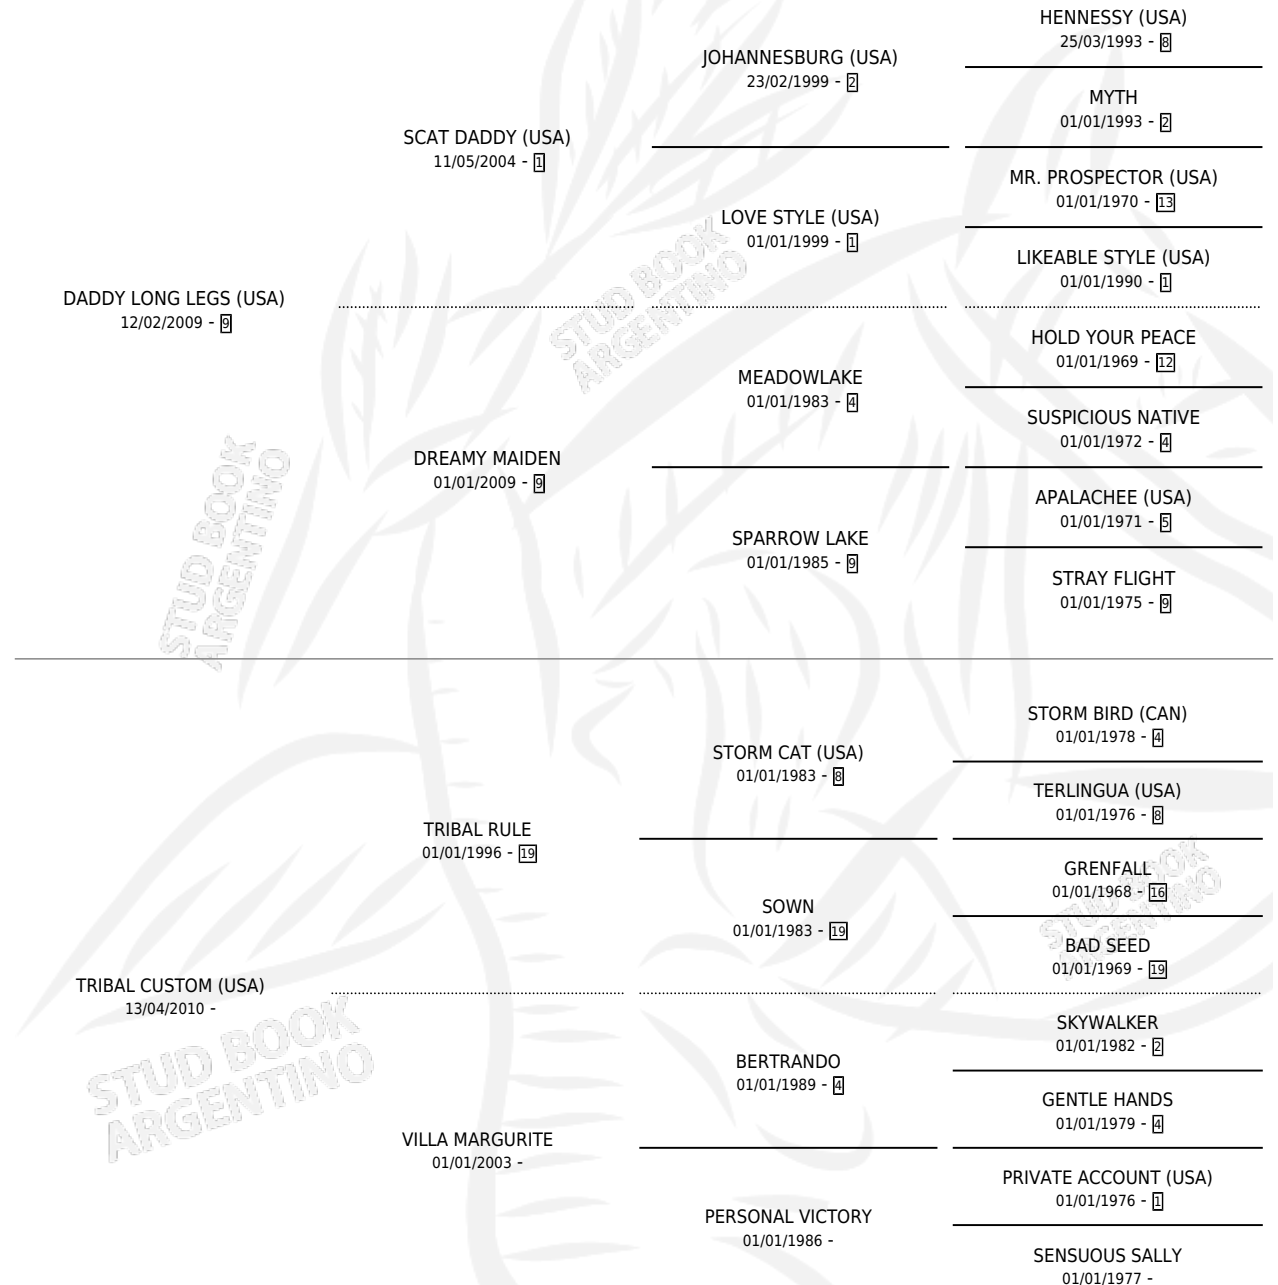 HENNESSY (USA)
25/03/1993 - 8
JOHANNESBURG (USA)
23/02/1999 - 2
MYTH
01/01/1993 - 2
SCAT DADDY (USA)
11/05/2004 - 1
MR. PROSPECTOR (USA)
01/01/1970 - 13
LOVE STYLE (USA)
01/01/1999 - 1
LIKEABLE STYLE (USA)
01/01/1990 - 1
DADDY LONG LEGS (USA)
12/02/2009 - 9
HOLD YOUR PEACE
01/01/1969 - 12
MEADOWLAKE
01/01/1983 - 4
SUSPICIOUS NATIVE
01/01/1972 - 4
DREAMY MAIDEN
01/01/2009 - 9
APALACHEE (USA)
01/01/1971 - 5
SPARROW LAKE
01/01/1985 - 9
STRAY FLIGHT
01/01/1975 - 9
STORM BIRD (CAN)
01/01/1978 - 4
STORM CAT (USA)
01/01/1983 - 8
TERLINGUA (USA)
01/01/1976 - 8
TRIBAL RULE
01/01/1996 - 19
GRENFALL
01/01/1968 - 16
SOWN
01/01/1983 - 19
BAD SEED
01/01/1969 - 19
TRIBAL CUSTOM (USA)
13/04/2010 -
SKYWALKER
01/01/1982 - 2
BERTRANDO
01/01/1989 - 4
GENTLE HANDS
01/01/1979 - 4
VILLA MARGURITE
01/01/2003 -
PRIVATE ACCOUNT (USA)
01/01/1976 - 1
PERSONAL VICTORY
01/01/1986 -
SENSUOUS SALLY
01/01/1977 -
STUD BOOK
ARGENTINO
STUD BOOK
ARGENTINO
STUD BOOK
ARGENTINO
STUD BOOK
ARGENTINO